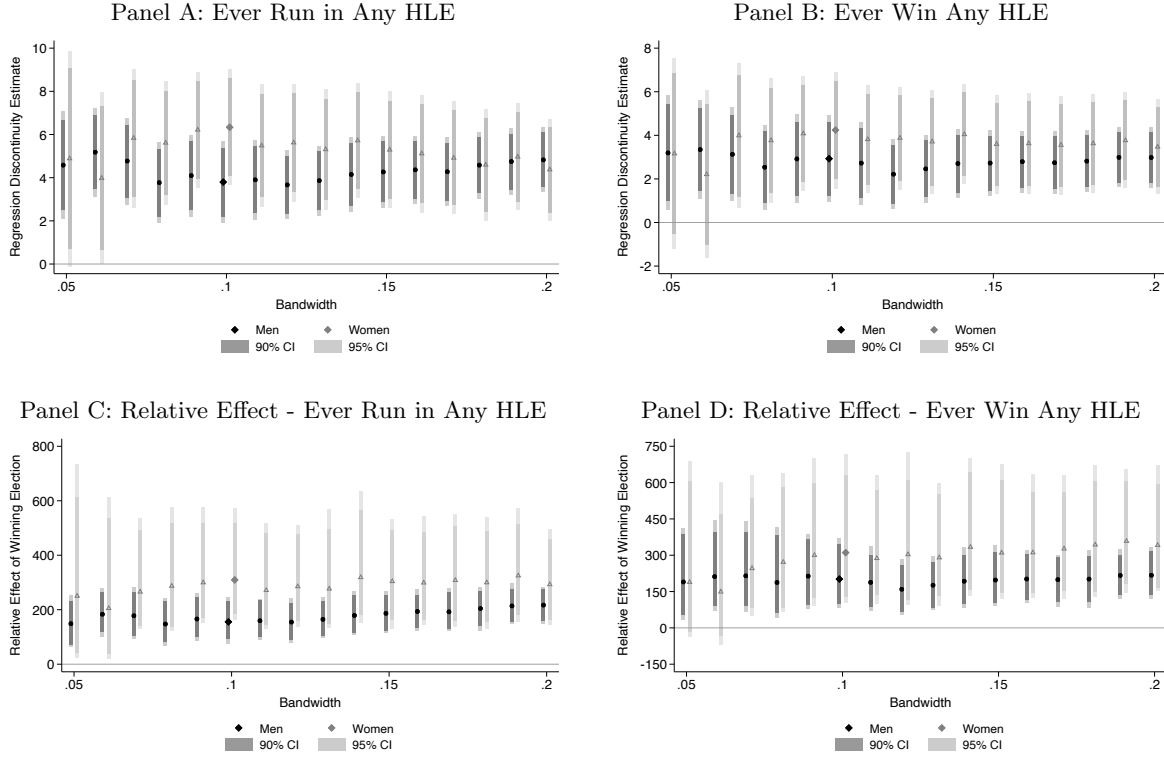 Panel A: Ever Run in Any HLE
Regression Discontinuity Estimate
10
8
6
4
2
0
.05 .1 .15 .2
Bandwidth
Men Women
90% CI 95% CI
Panel B: Ever Win Any HLE
Regression Discontinuity Estimate
8
6
4
2
0
-2
.05 .1 .15 .2
Bandwidth
Men Women
90% CI 95% CI
Panel C: Relative Effect - Ever Run in Any HLE
Relative Effect of Winning Election
800
600
400
200
0
.05 .1 .15 .2
Bandwidth
Men Women
90% CI 95% CI
Panel D: Relative Effect - Ever Win Any HLE
Relative Effect of Winning Election
750
600
450
300
150
0
-150
.05 .1 .15 .2
Bandwidth
Men Women
90% CI 95% CI